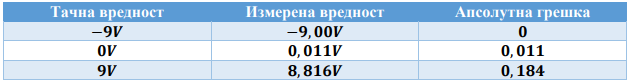 Тачна вредност Измерена вредност Апсолутна грешка
−9V −9,00V 0
0V 0,011V 0,011
9V 8,816V 0,184